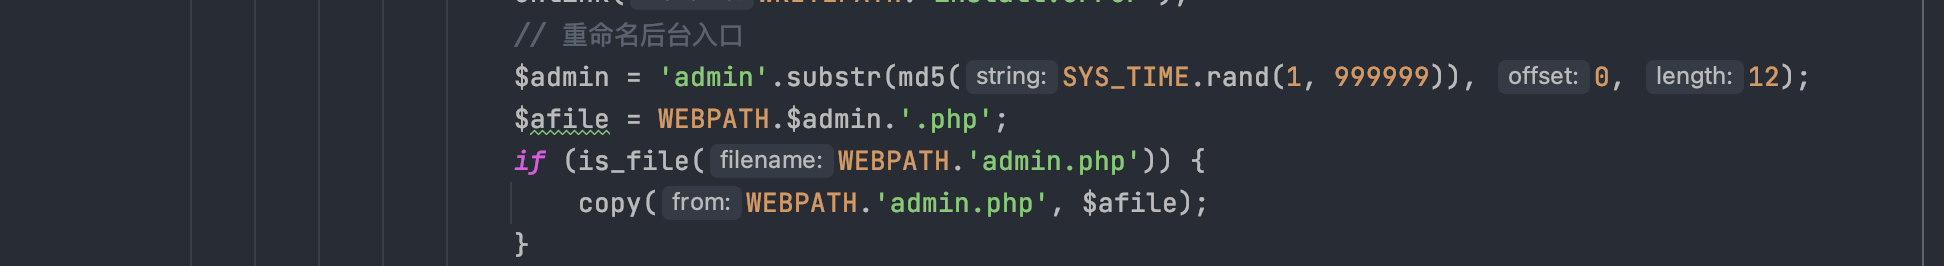 // 重命名后台入口
$admin = 'admin'.substr(md5( string: SYS_TIME.rand(1, 999999)), offset: 0, length: 12);
$afile = WEBPATH.$admin.'.php';
if (is_file( filename: WEBPATH.'admin.php')) {
copy( from: WEBPATH.'admin.php', $afile);
}